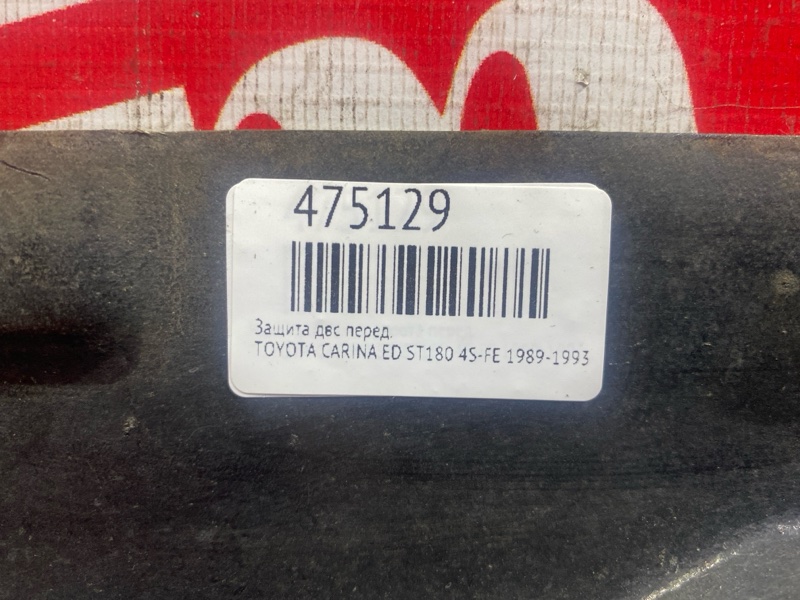 475129
Защита двс перед.
TOYOTA CARINA ED ST180 4S-FE 1989-1993